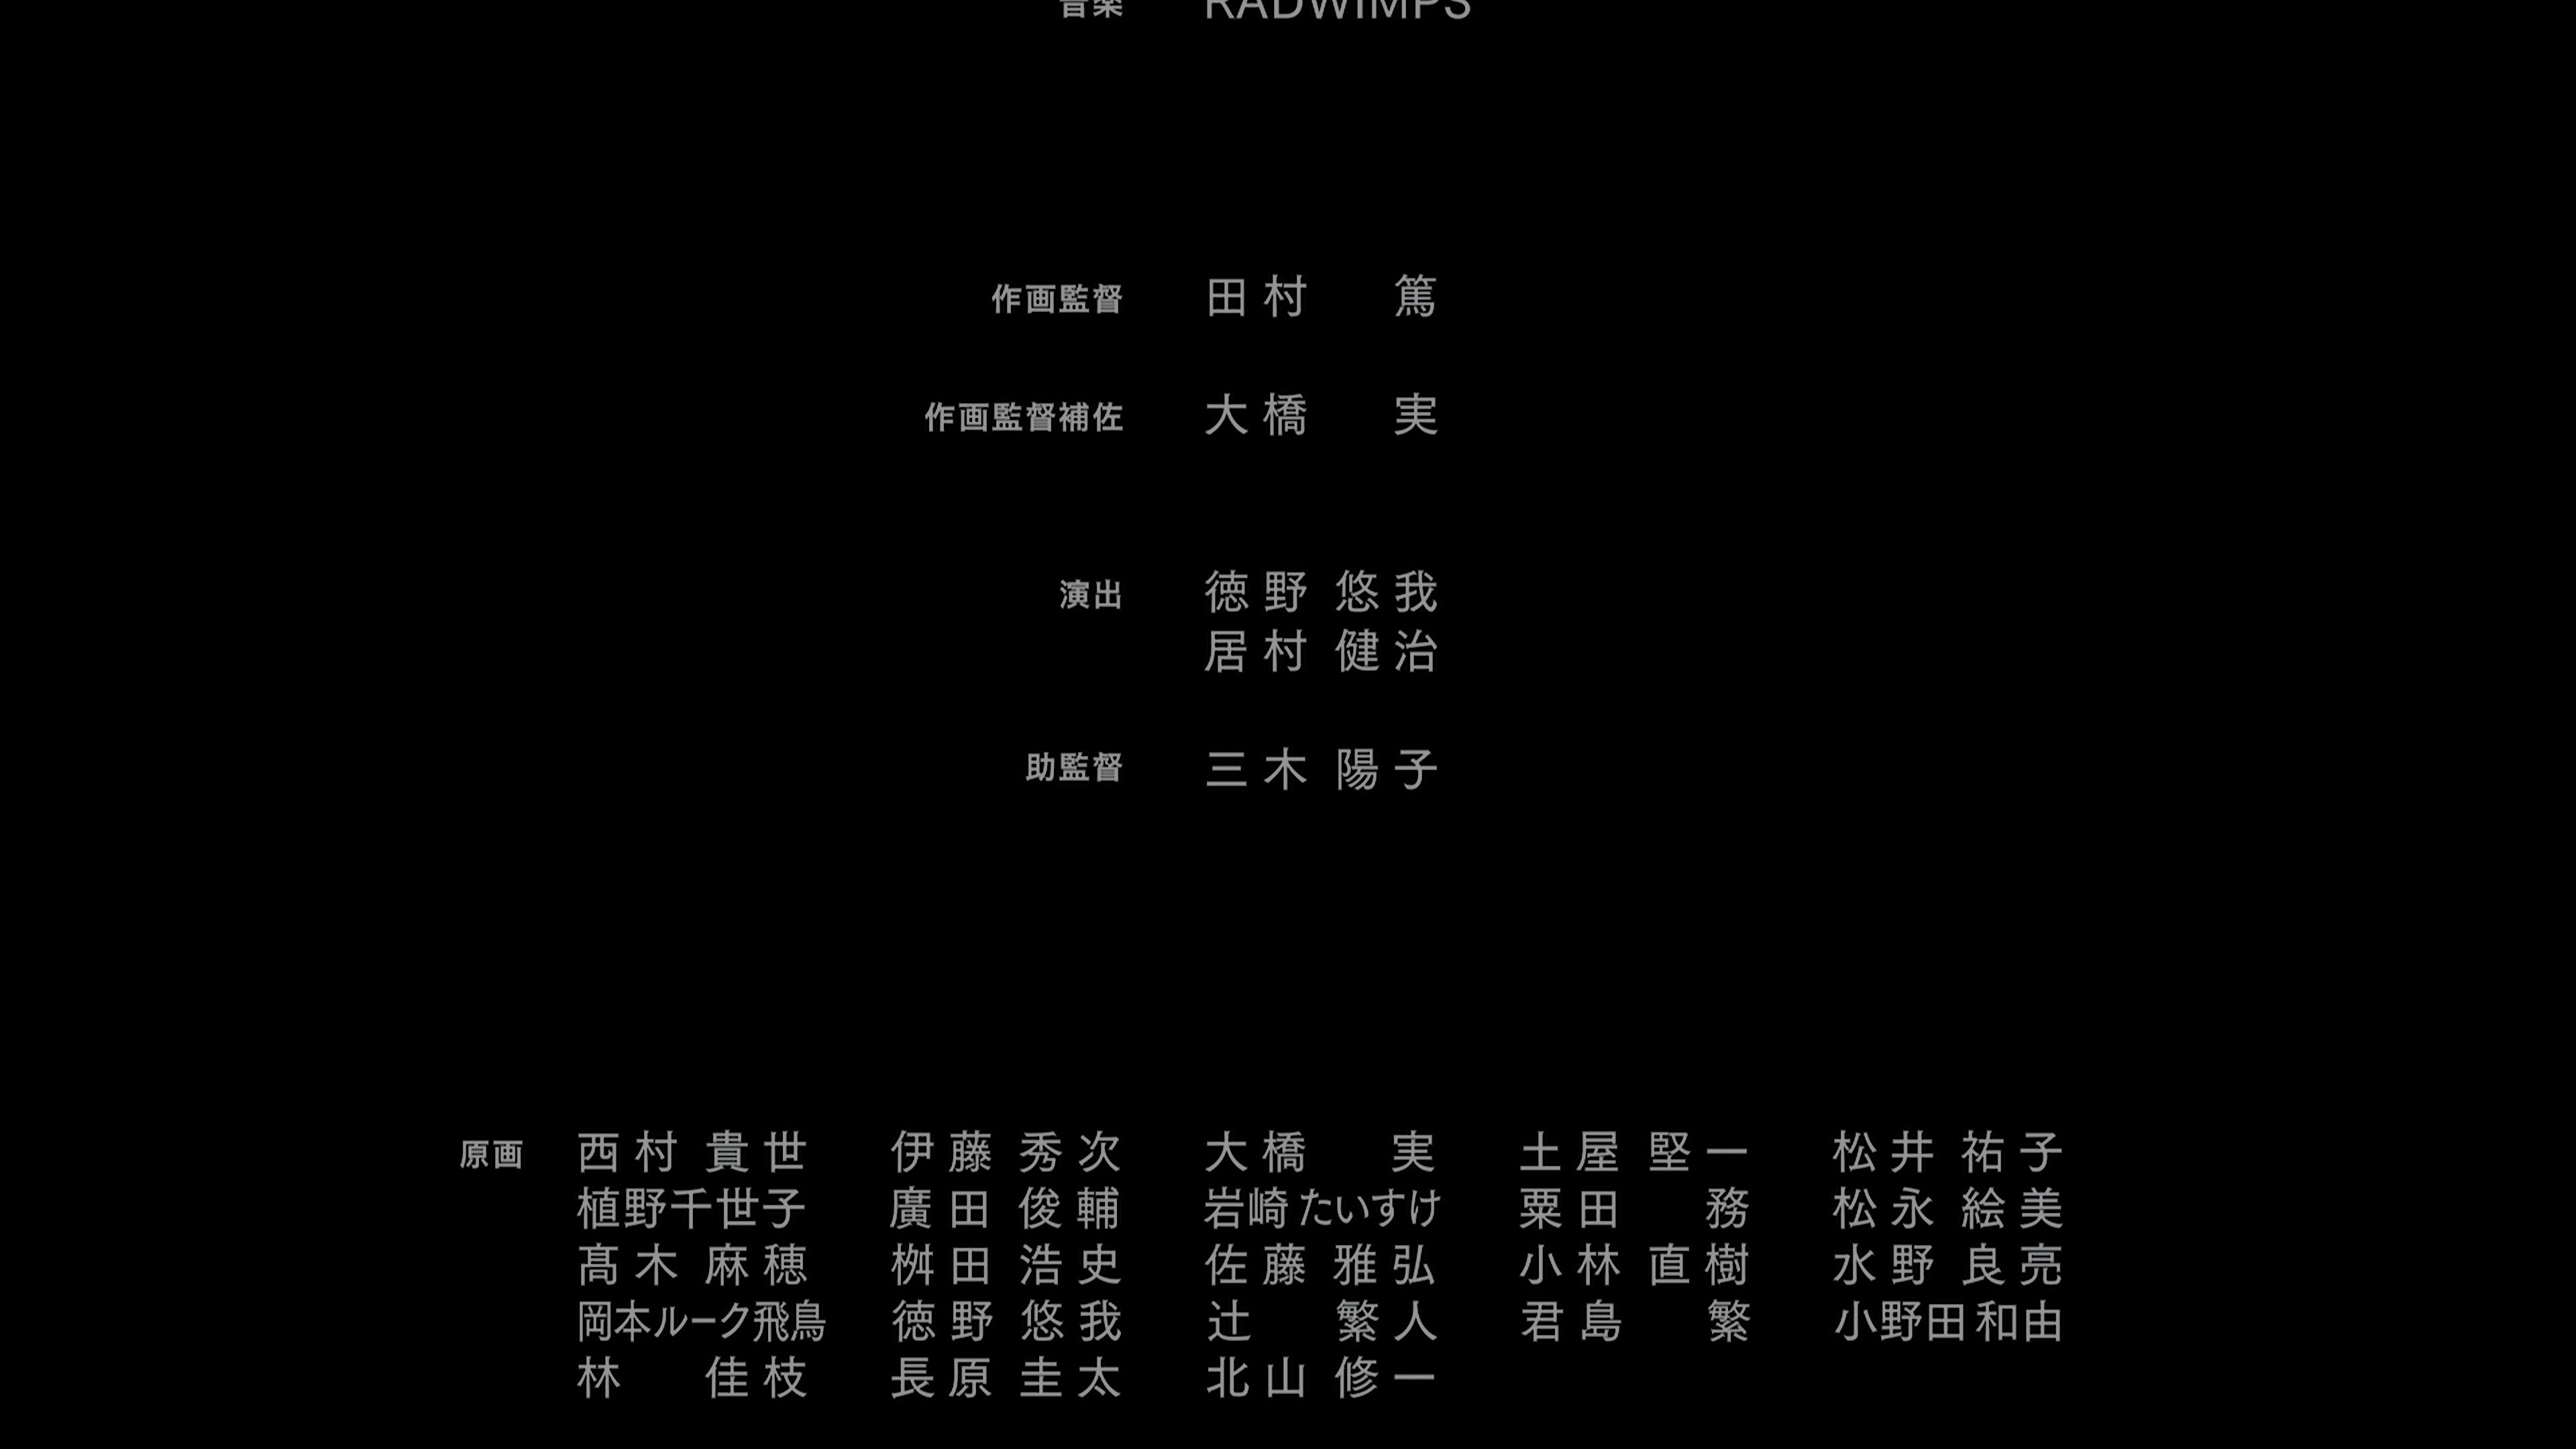 音楽 RADWIMPS
作画監督 田村 篤
作画監督補佐 大橋 実
演出 徳野 悠我
居村 健治
助監督 三木 陽子
原画 西村 貴世 伊藤 秀次 大橋 実 土屋 堅一 松井 祐子
植野千世子 廣田 俊輔 岩崎たいすけ 粟田 務 松永 絵美
髙木 麻穂 桝田 浩史 佐藤 雅弘 小林 直樹 水野 良亮
岡本ルーク飛鳥 徳野 悠我 辻 繁人 君島 繁 小野田和由
林 佳枝 長原 圭太 北山 修一